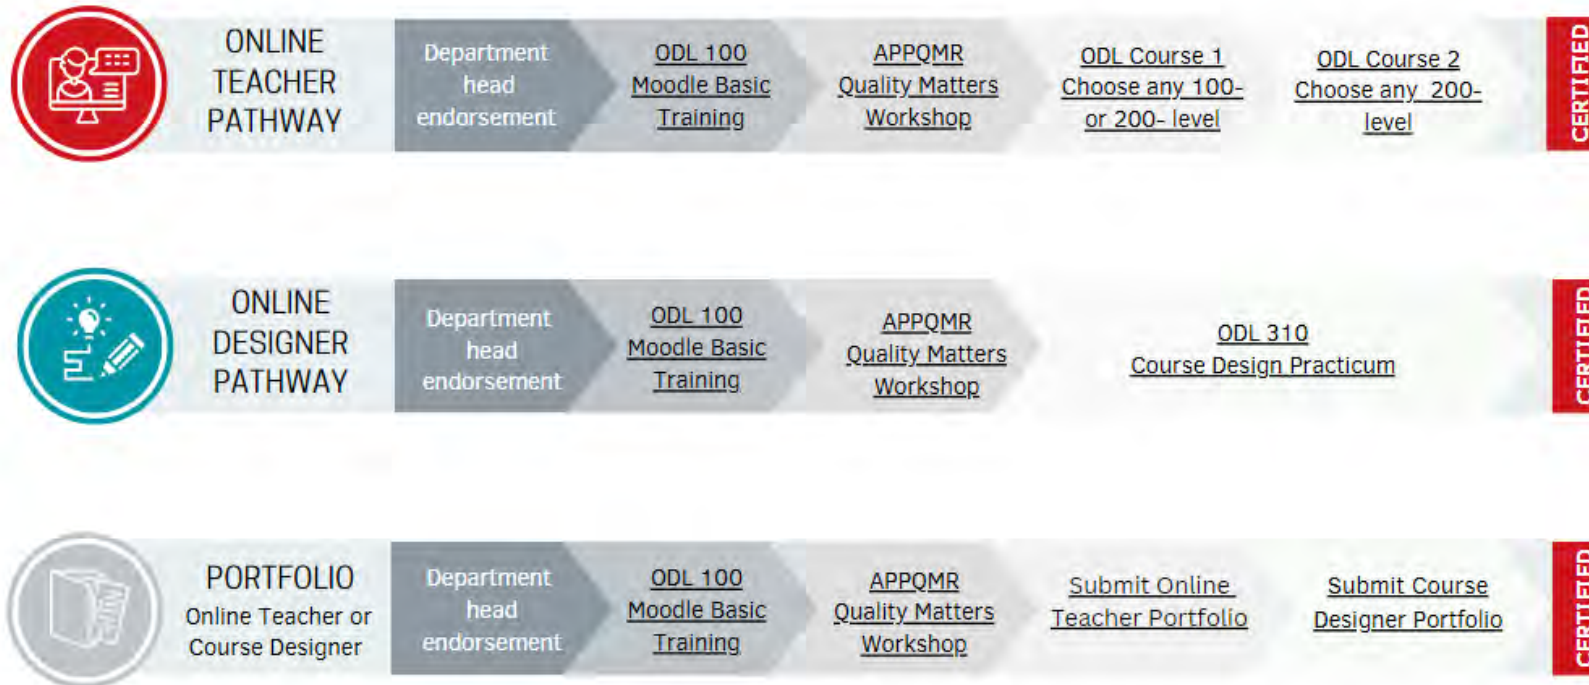 ONLINE
TEACHER
PATHWAY
Department
head
endorsement
ODL 100
Moodle Basic
Training
APPQMR
Quality Matters
Workshop
ODL Course 1
Choose any 100-
or 200- level
ODL Course 2
Choose any 200-
level
CERTIFIED
ONLINE
DESIGNER
PATHWAY
Department
head
endorsement
ODL 100
Moodle Basic
Training
APPQMR
Quality Matters
Workshop
ODL 310
Course Design Practicum
CERTIFIED
PORTFOLIO
Online Teacher or
Course Designer
Department
head
endorsement
ODL 100
Moodle Basic
Training
APPQMR
Quality Matters
Workshop
Submit Online
Teacher Portfolio
Submit Course
Designer Portfolio
CERTIFIED